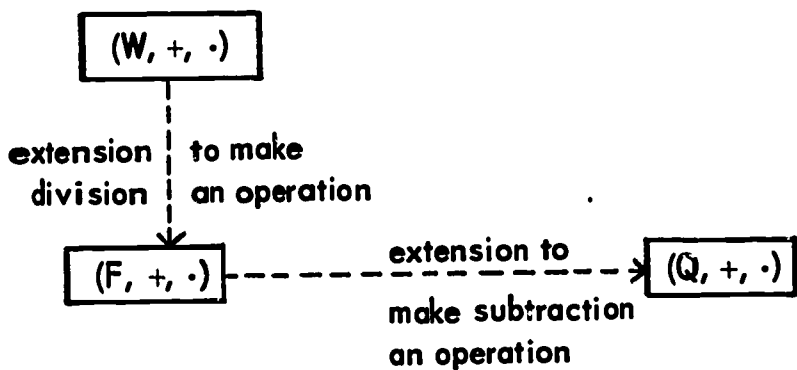 (W, +, ·)
extension to make
division an operation
(F, +, ·)
extension to
make subtraction
an operation
(Q, +, ·)